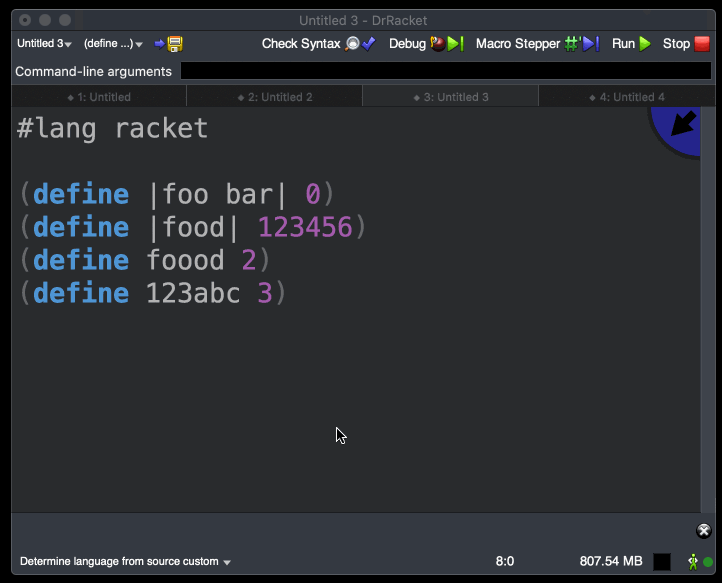 Untitled 3 - DrRacket
Untitled 3 (define ...) Check Syntax Debug Macro Stepper Run Stop
Command-line arguments
1: Untitled 2: Untitled 2 3: Untitled 3 4: Untitled 4
#lang racket
(define |foo bar| 0)
(define |food| 123456)
(define foood 2)
(define 123abc 3)
Determine language from source custom 8:0 807.54 MB